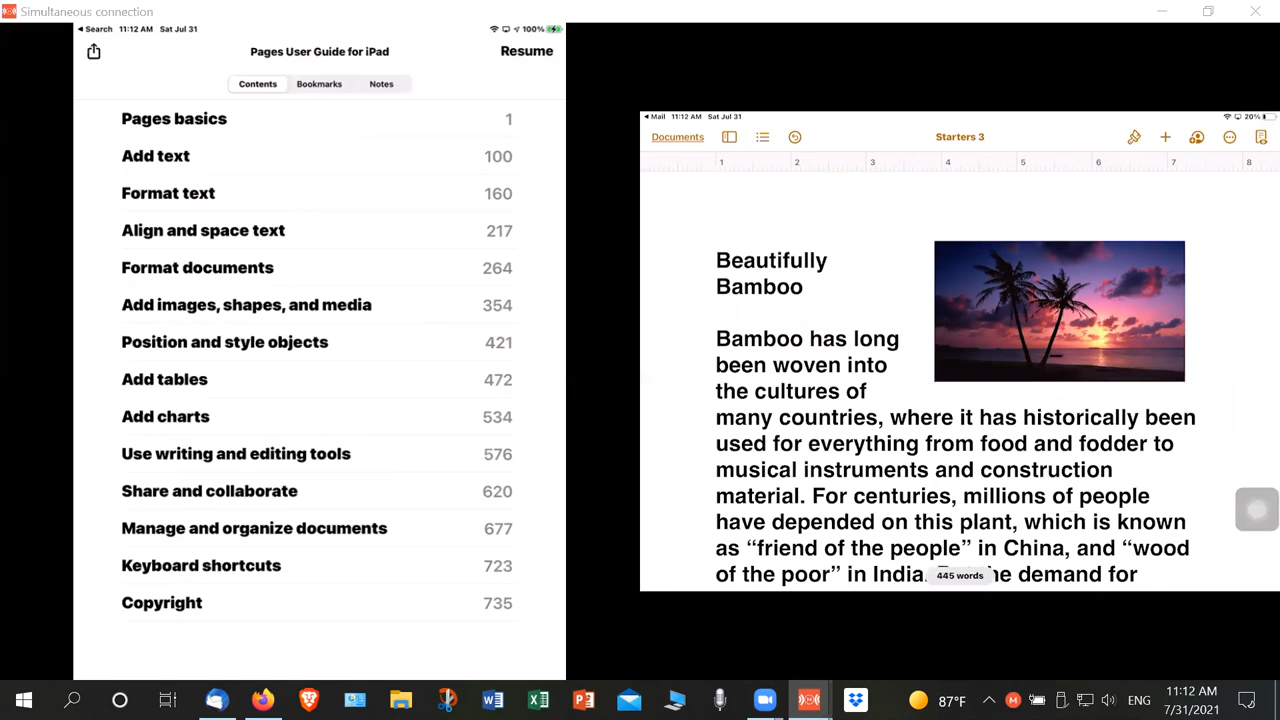 Simultaneous connection
Search 11:12 AM Sat Jul 31
100%
Pages User Guide for iPad
Resume
Contents
Bookmarks
Notes
Pages basics 1
Add text 100
Format text 160
Align and space text 217
Format documents 264
Add images, shapes, and media 354
Position and style objects 421
Add tables 472
Add charts 534
Use writing and editing tools 576
Share and collaborate 620
Manage and organize documents 677
Keyboard shortcuts 723
Copyright 735
Mail 11:12 AM Sat Jul 31
20%
Documents
Starters 3
1 2 3 4 5 6 7 8
Beautifully
Bamboo
Bamboo has long
been woven into
the cultures of
many countries, where it has historically been
used for everything from food and fodder to
musical instruments and construction
material. For centuries, millions of people
have depended on this plant, which is known
as “friend of the people” in China, and “wood
of the poor” in India. he demand for
445 words
87°F
ENG
11:12 AM
7/31/2021